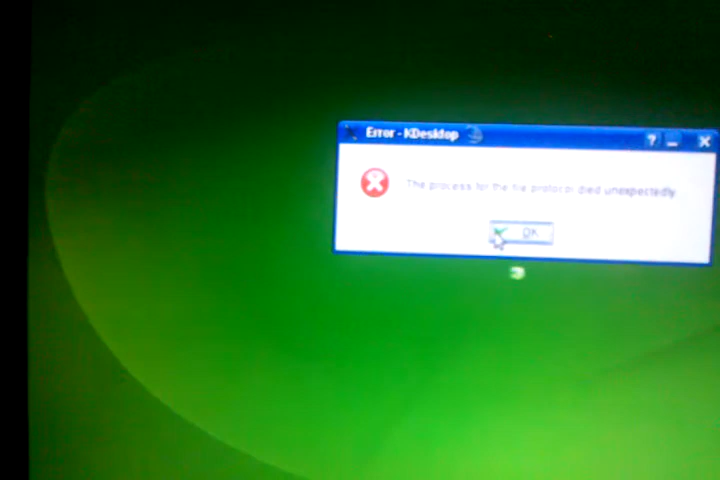 Error - KDesktop
The process for the file protocol died unexpectedly.
OK